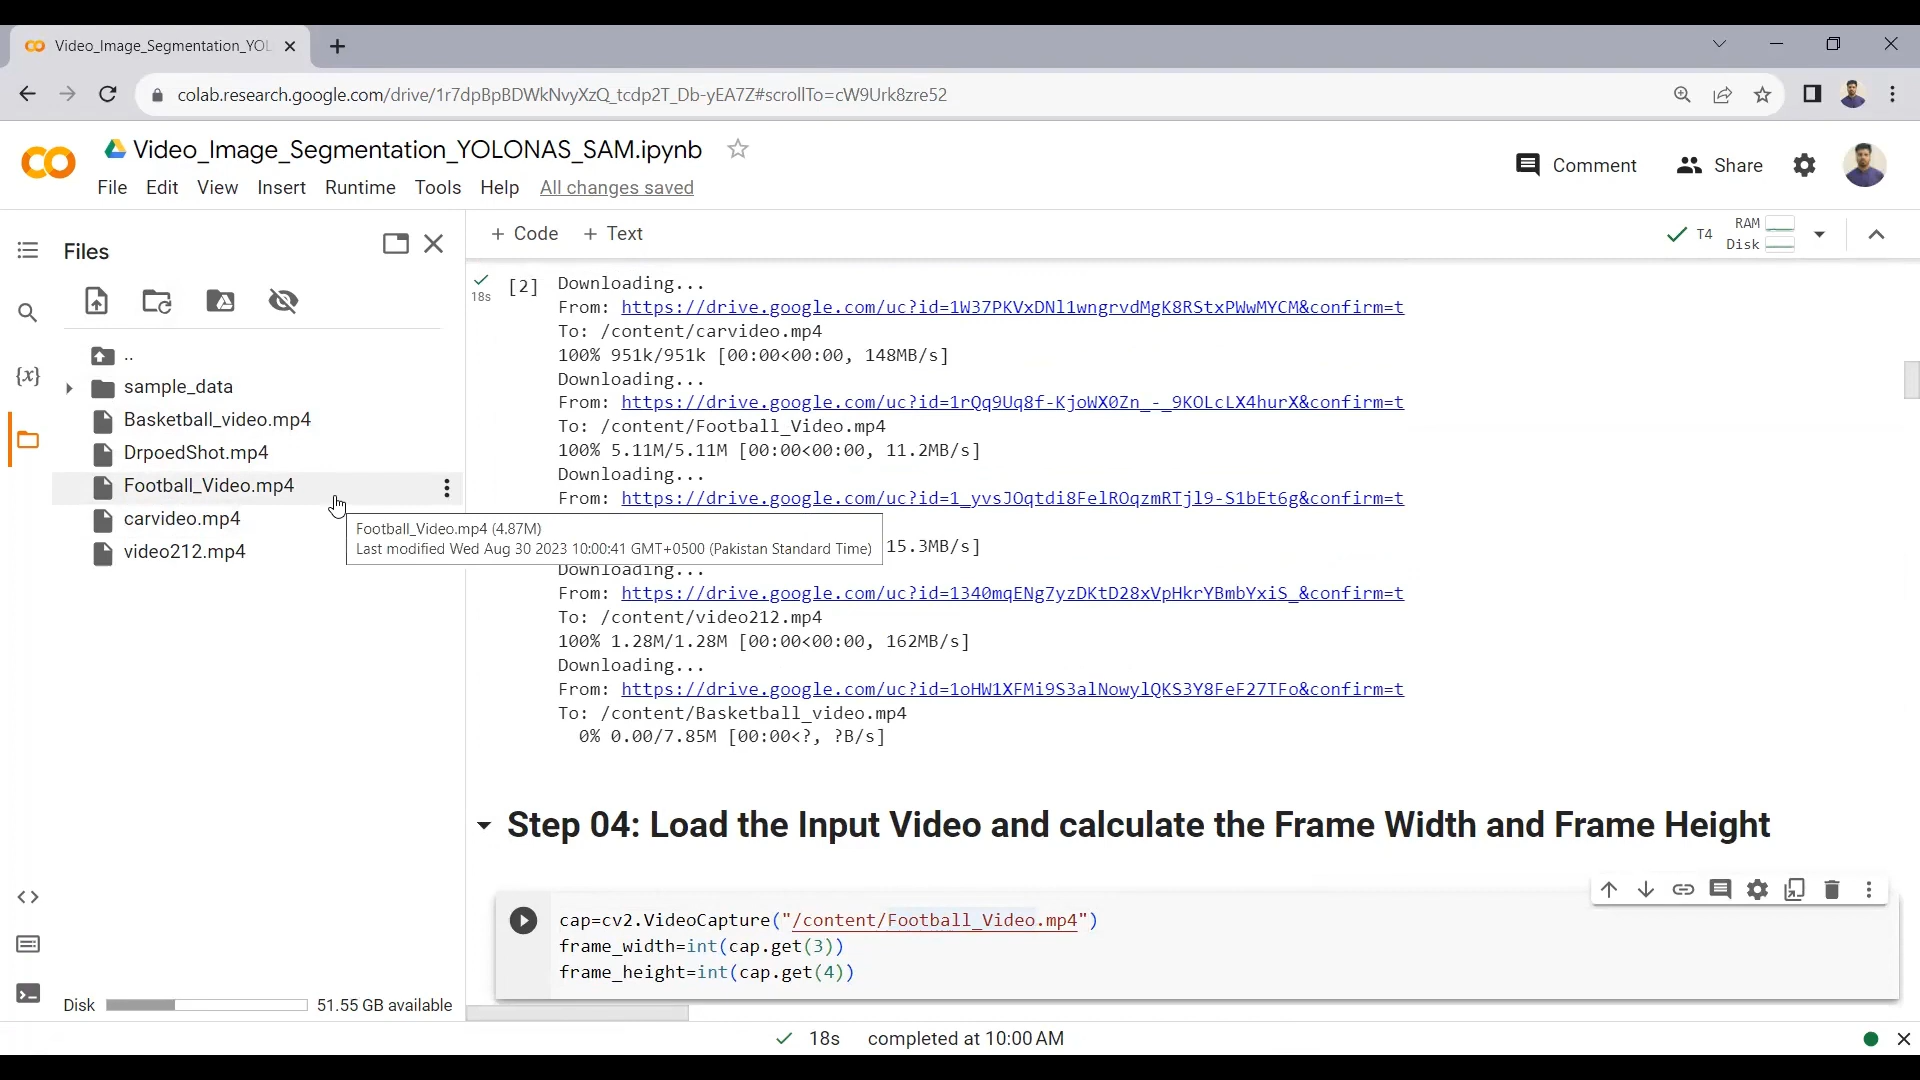 Video_Image_Segmentation_YOL
colab.research.google.com/drive/1r7dpBpBDWkNvyXzQ_tcdp2T_Db-yEA7Z#scrollTo=cW9Urk8zre52
Video_Image_Segmentation_YOLONAS_SAM.ipynb
File Edit View Insert Runtime Tools Help All changes saved
Comment
Share
Files
+ Code + Text
T4
RAM
Disk
..
sample_data
Basketball_video.mp4
DrpoedShot.mp4
Football_Video.mp4
carvideo.mp4
video212.mp4
Football_Video.mp4 (4.87M)
Last modified Wed Aug 30 2023 10:00:41 GMT+0500 (Pakistan Standard Time)
{x}
Disk
51.55 GB available
18s
[2]
Downloading...
From: https://drive.google.com/uc?id=1W37PKVxDNl1wngrvdMgK8RStxPWwMYCM&confirm=t
To: /content/carvideo.mp4
100% 951k/951k [00:00<00:00, 148MB/s]
Downloading...
From: https://drive.google.com/uc?id=1rQq9Uq8f-KjoWX0Zn_-_9KOLcLX4hurX&confirm=t
To: /content/Football_Video.mp4
100% 5.11M/5.11M [00:00<00:00, 11.2MB/s]
Downloading...
From: https://drive.google.com/uc?id=1_yvsJOqtdi8FelROqzmRTjl9-S1bEt6g&confirm=t
15.3MB/s]
Downloading...
From: https://drive.google.com/uc?id=1340mqENg7yzDKtD28xVpHkrYBmbYxiS_&confirm=t
To: /content/video212.mp4
100% 1.28M/1.28M [00:00<00:00, 162MB/s]
Downloading...
From: https://drive.google.com/uc?id=1oHW1XFMi9S3alNowylQKS3Y8FeF27TFo&confirm=t
To: /content/Basketball_video.mp4
0% 0.00/7.85M [00:00<?, ?B/s]
Step 04: Load the Input Video and calculate the Frame Width and Frame Height
cap=cv2.VideoCapture("/content/Football_Video.mp4")
frame_width=int(cap.get(3))
frame_height=int(cap.get(4))
18s completed at 10:00 AM